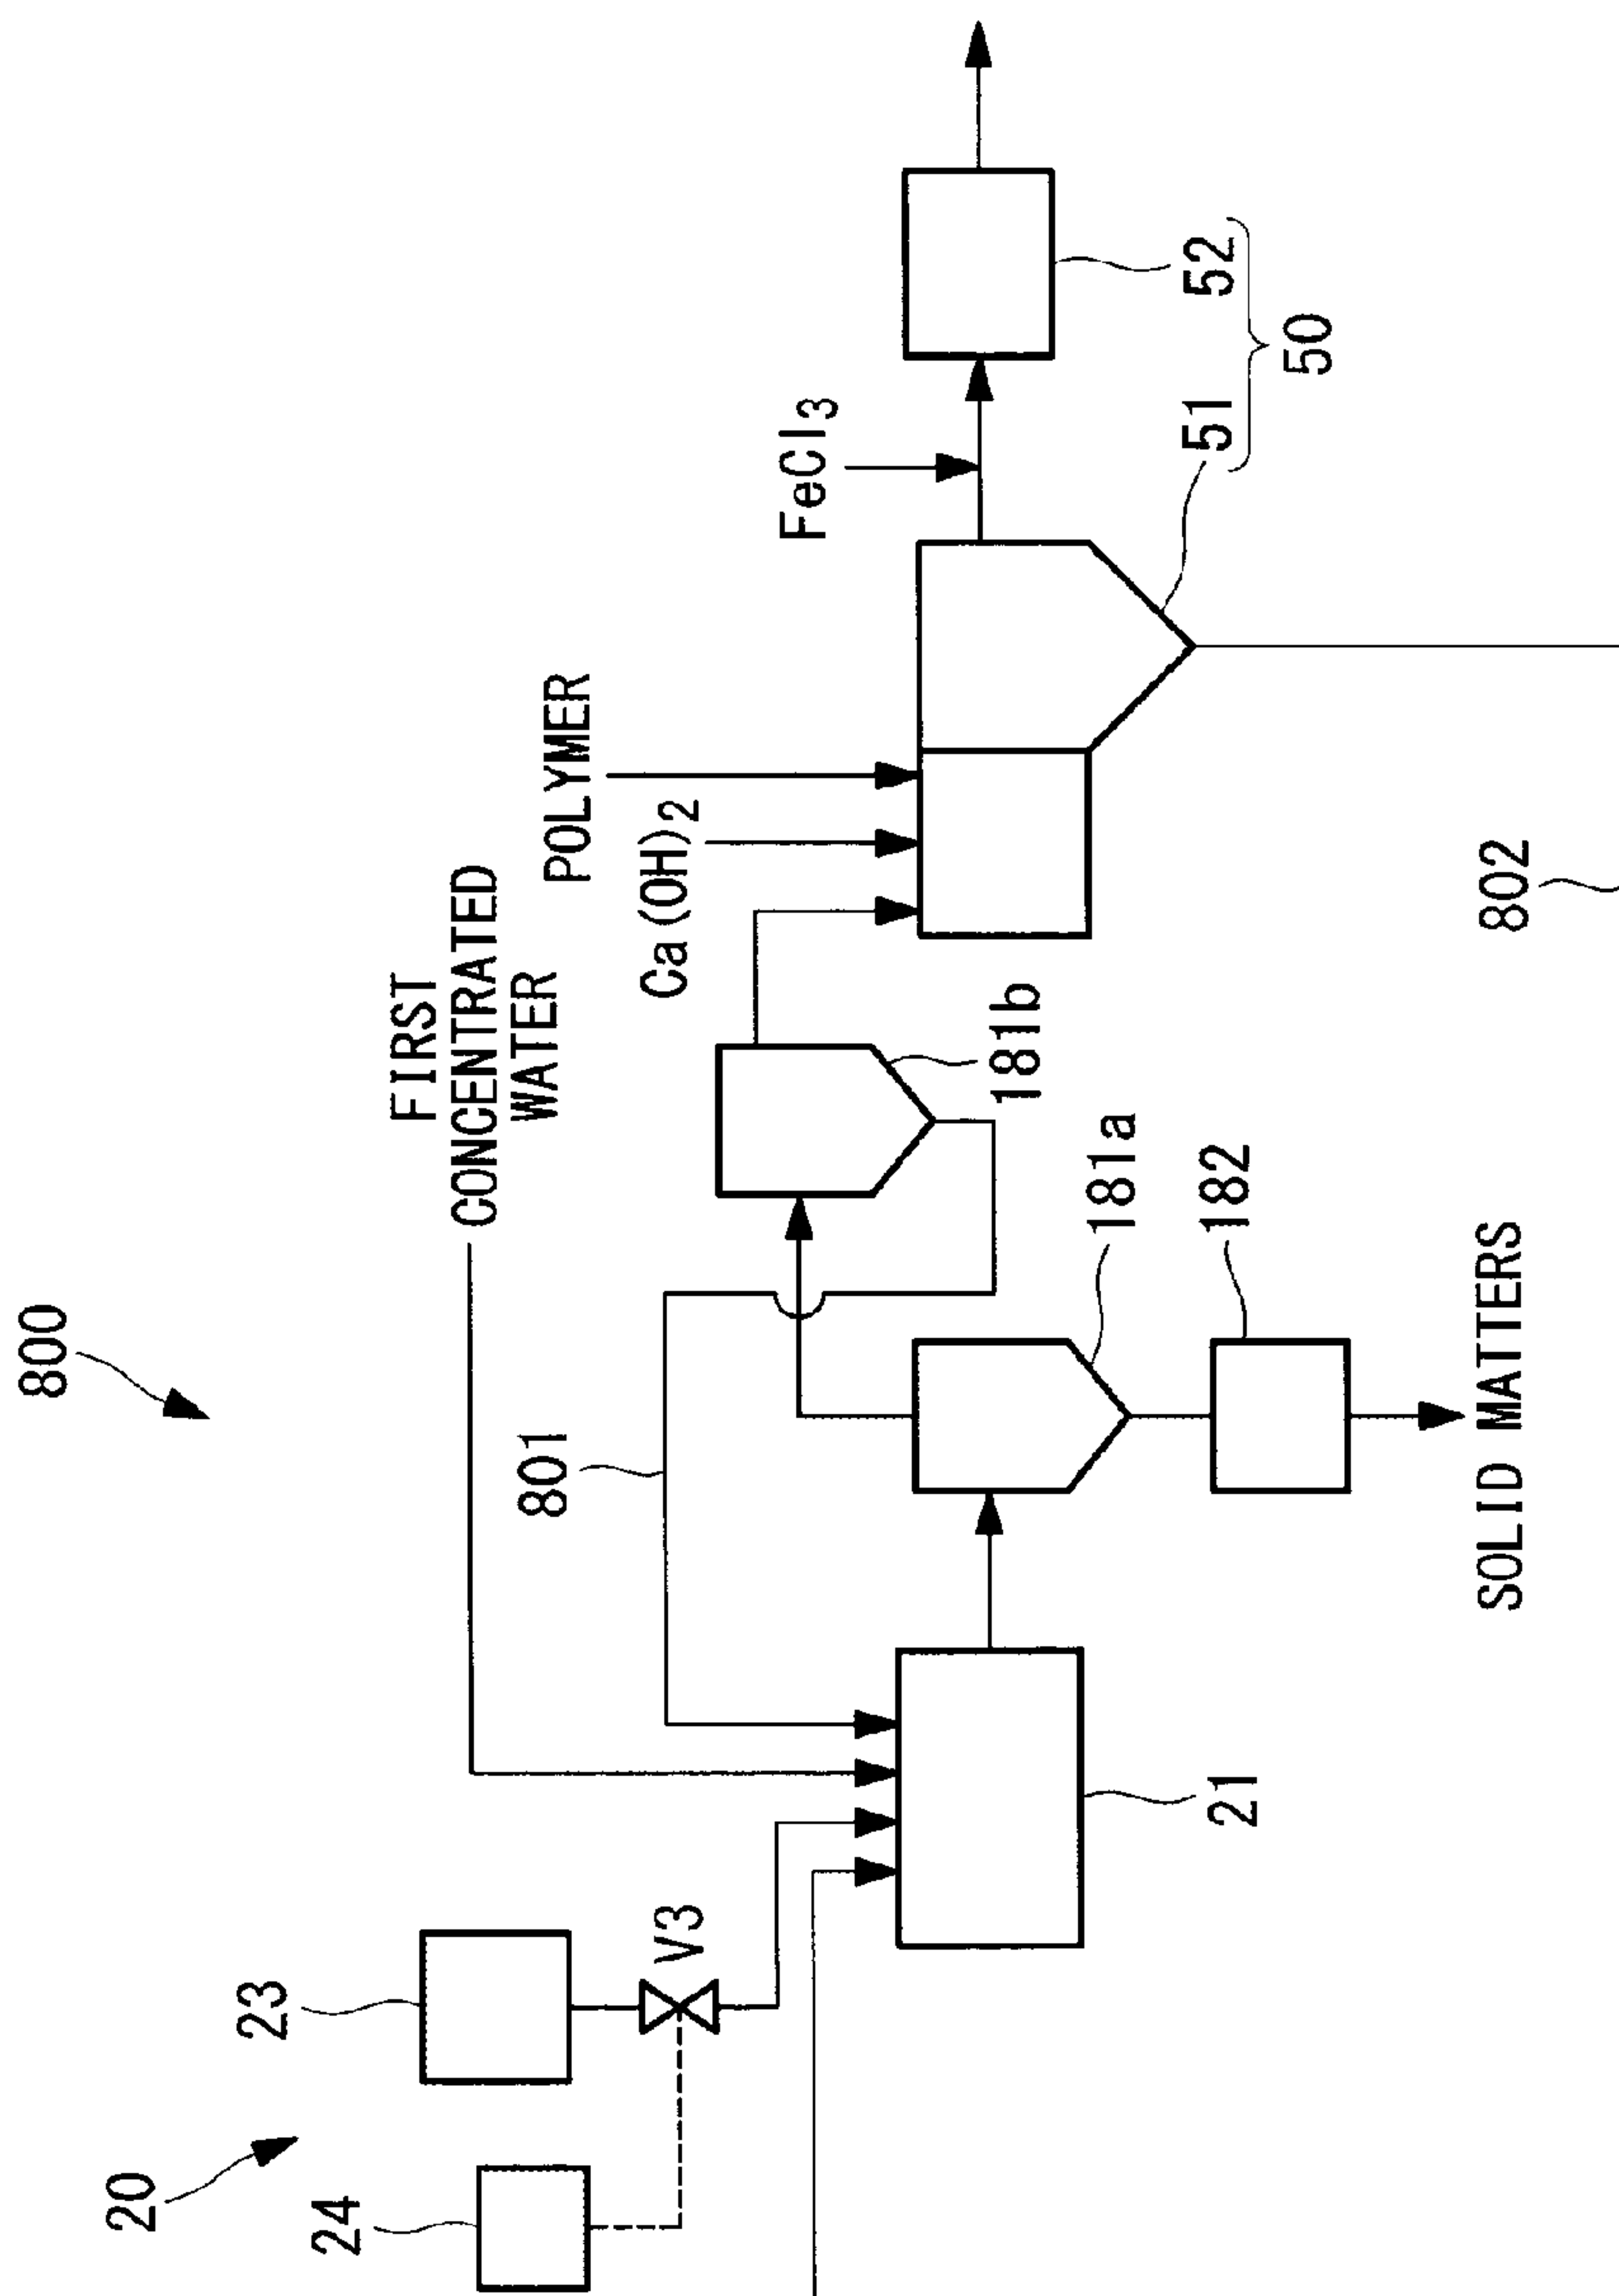 800
20
24
23
V3
801
FIRST
CONCENTRATED
WATER
POLYMER
Ca(OH)2
FeCl3
21
181a
181b
182
SOLID MATTERS
51
52
50
802